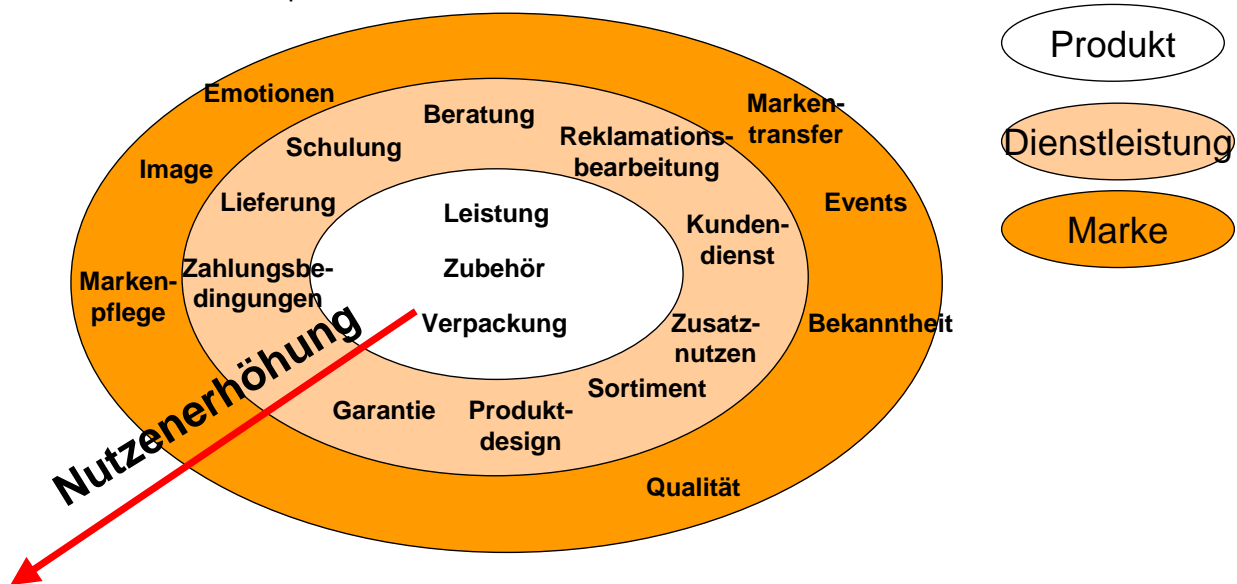 Produkt
Dienstleistung
Marke
Emotionen
Beratung
Marken-
transfer
Schulung
Reklamations-
bearbeitung
Image
Lieferung
Leistung
Events
Kunden-
dienst
Zubehör
Marken-
pflege
Zahlungsbe-
dingungen
Verpackung
Zusatz-
nutzen
Bekanntheit
Nutzenerhöhung
Sortiment
Garantie
Produkt-
design
Qualität